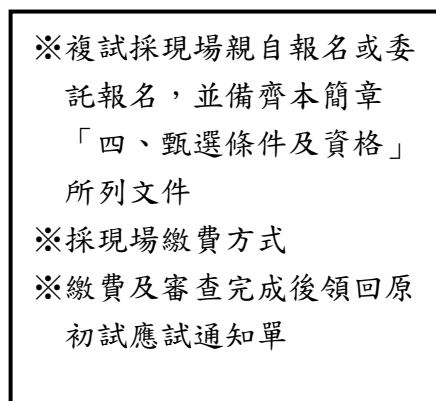 ※複試採現場親自報名或委
託報名，並備齊本簡章
「四、甄選條件及資格」
所列文件
※採現場繳費方式
※繳費及審查完成後領回原
初試應試通知單